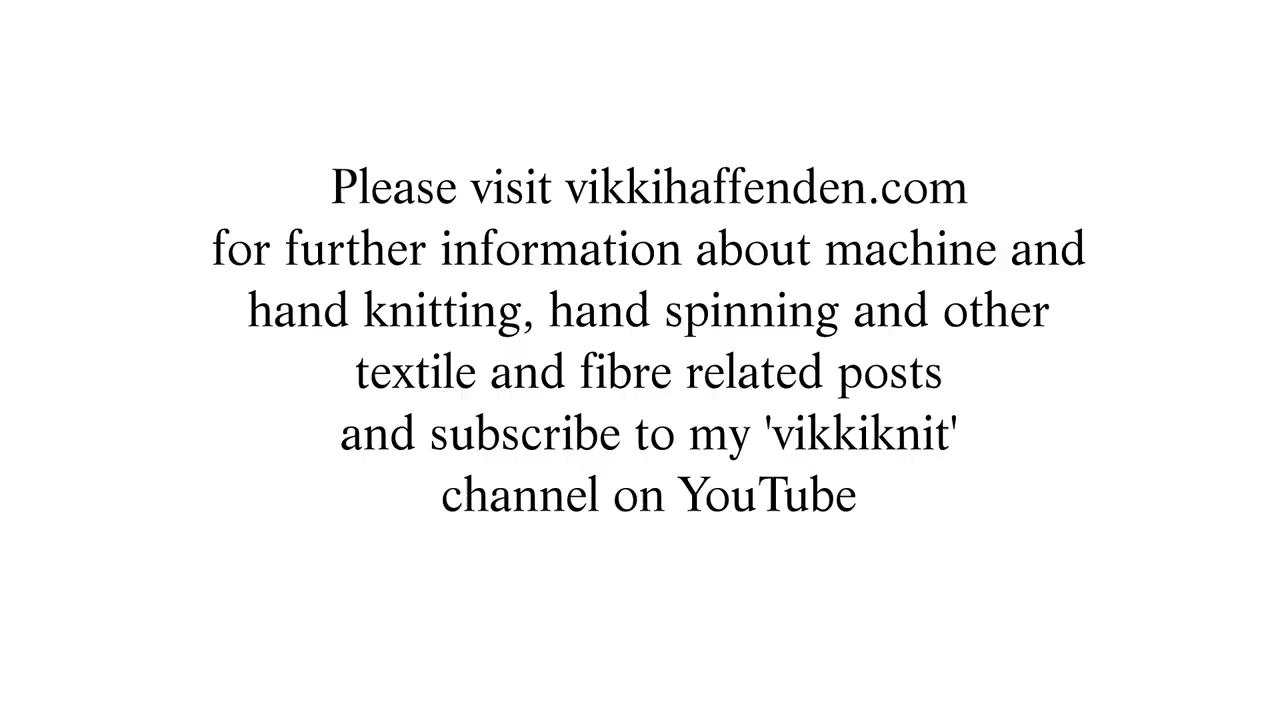 Please visit vikkihaffenden.com
for further information about machine and
hand knitting, hand spinning and other
textile and fibre related posts
and subscribe to my 'vikkiknit'
channel on YouTube